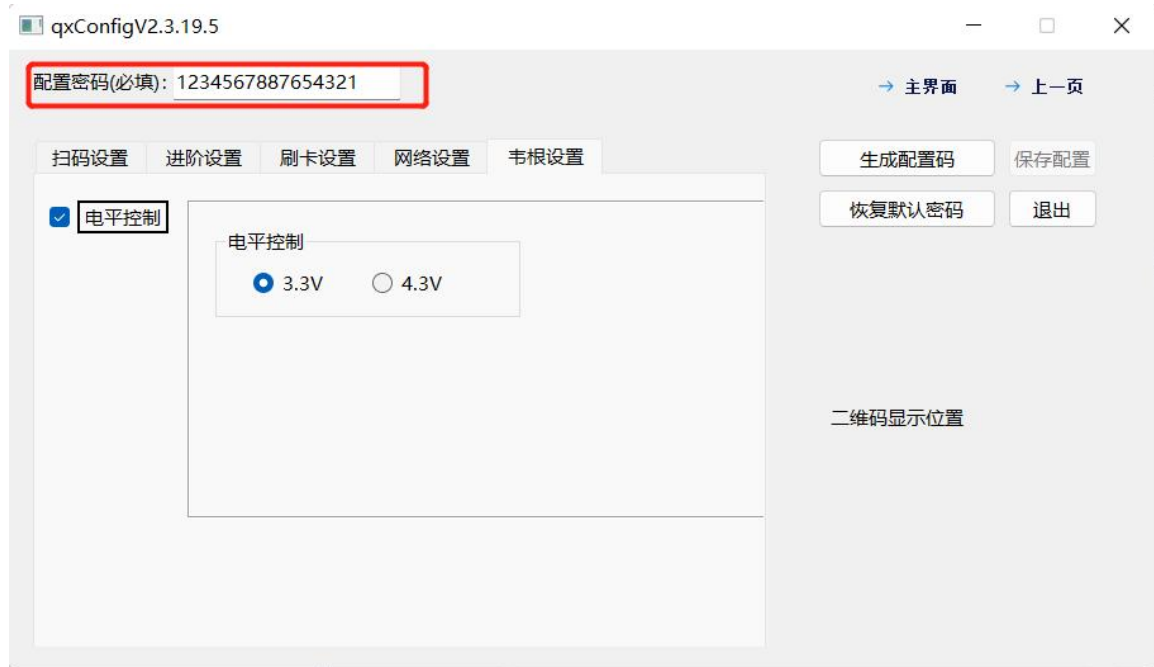 qxConfigV2.3.19.5
配置密码(必填): 1234567887654321
→ 主界面 → 上一页
扫码设置 进阶设置 刷卡设置 网络设置 韦根设置
生成配置码 保存配置
恢复默认密码 退出
电平控制
电平控制
3.3V 4.3V
二维码显示位置